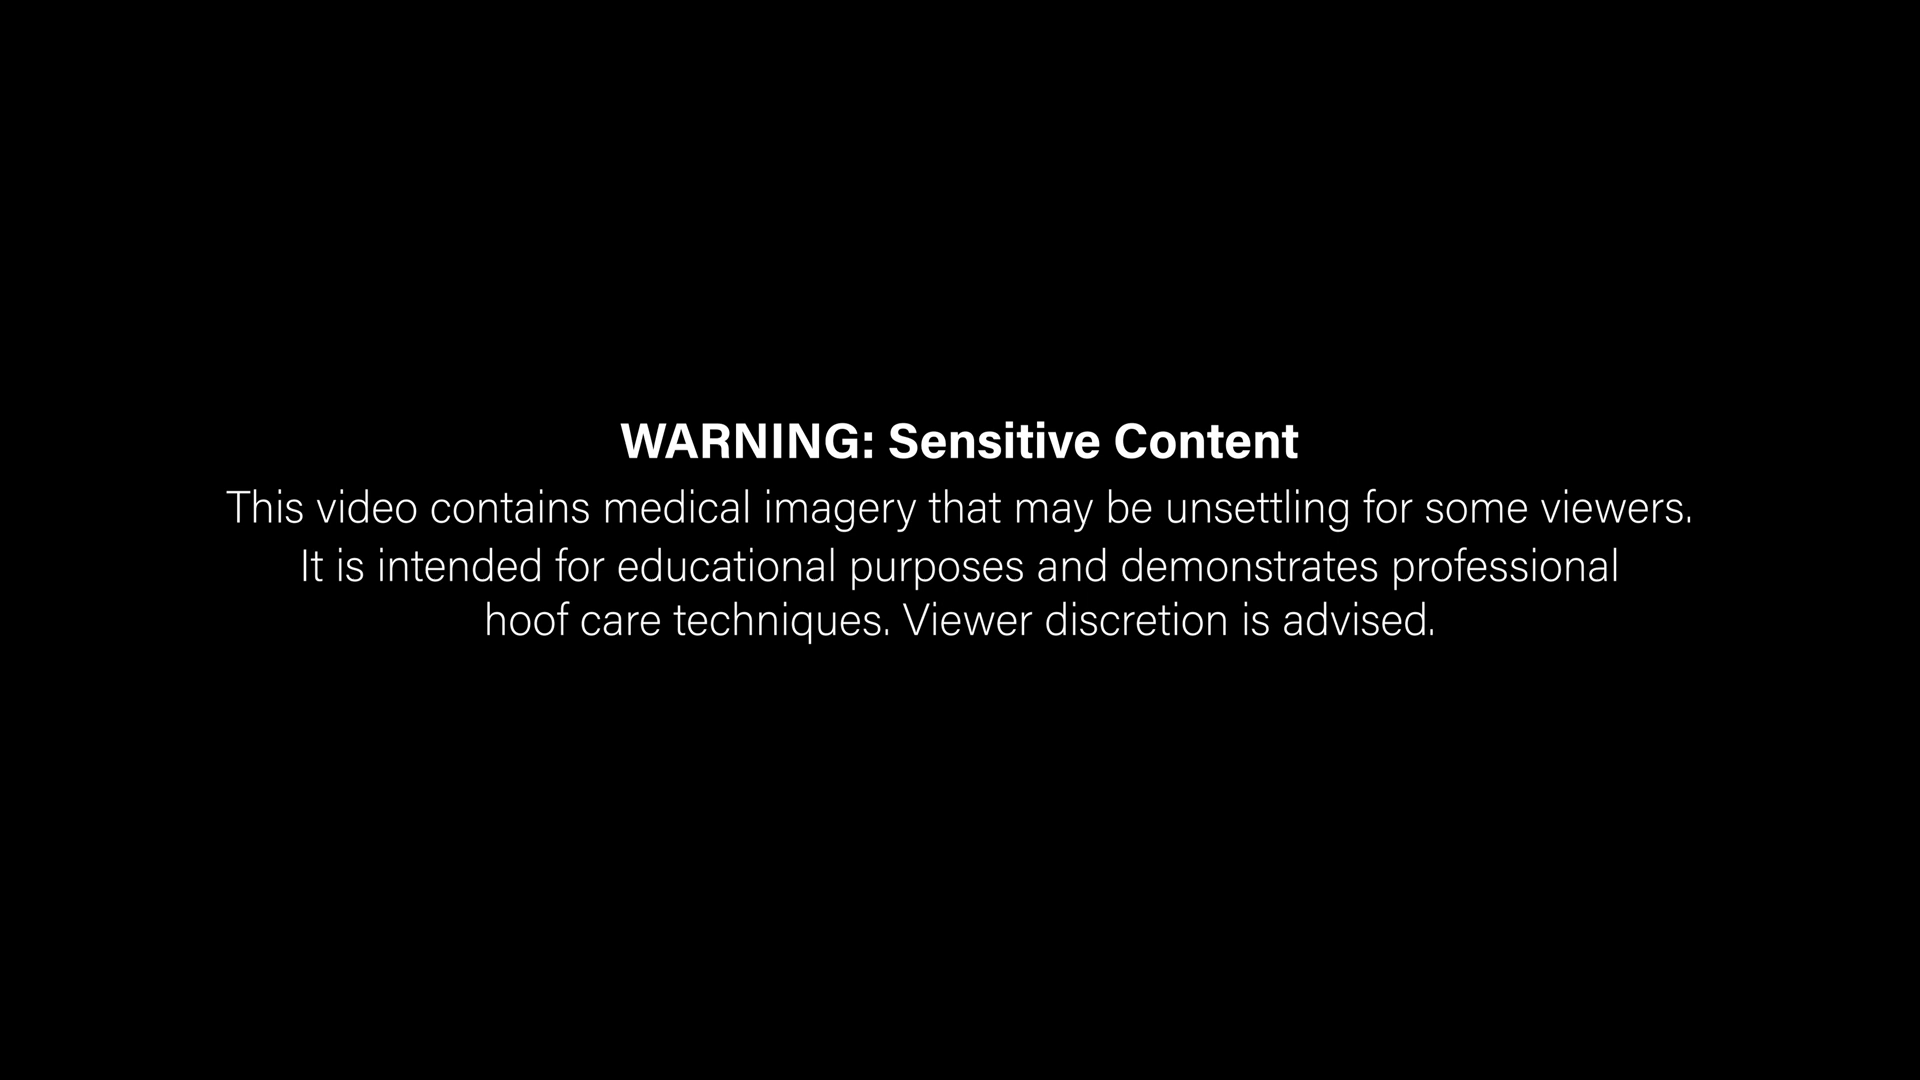 WARNING: Sensitive Content
This video contains medical imagery that may be unsettling for some viewers.
It is intended for educational purposes and demonstrates professional
hoof care techniques. Viewer discretion is advised.